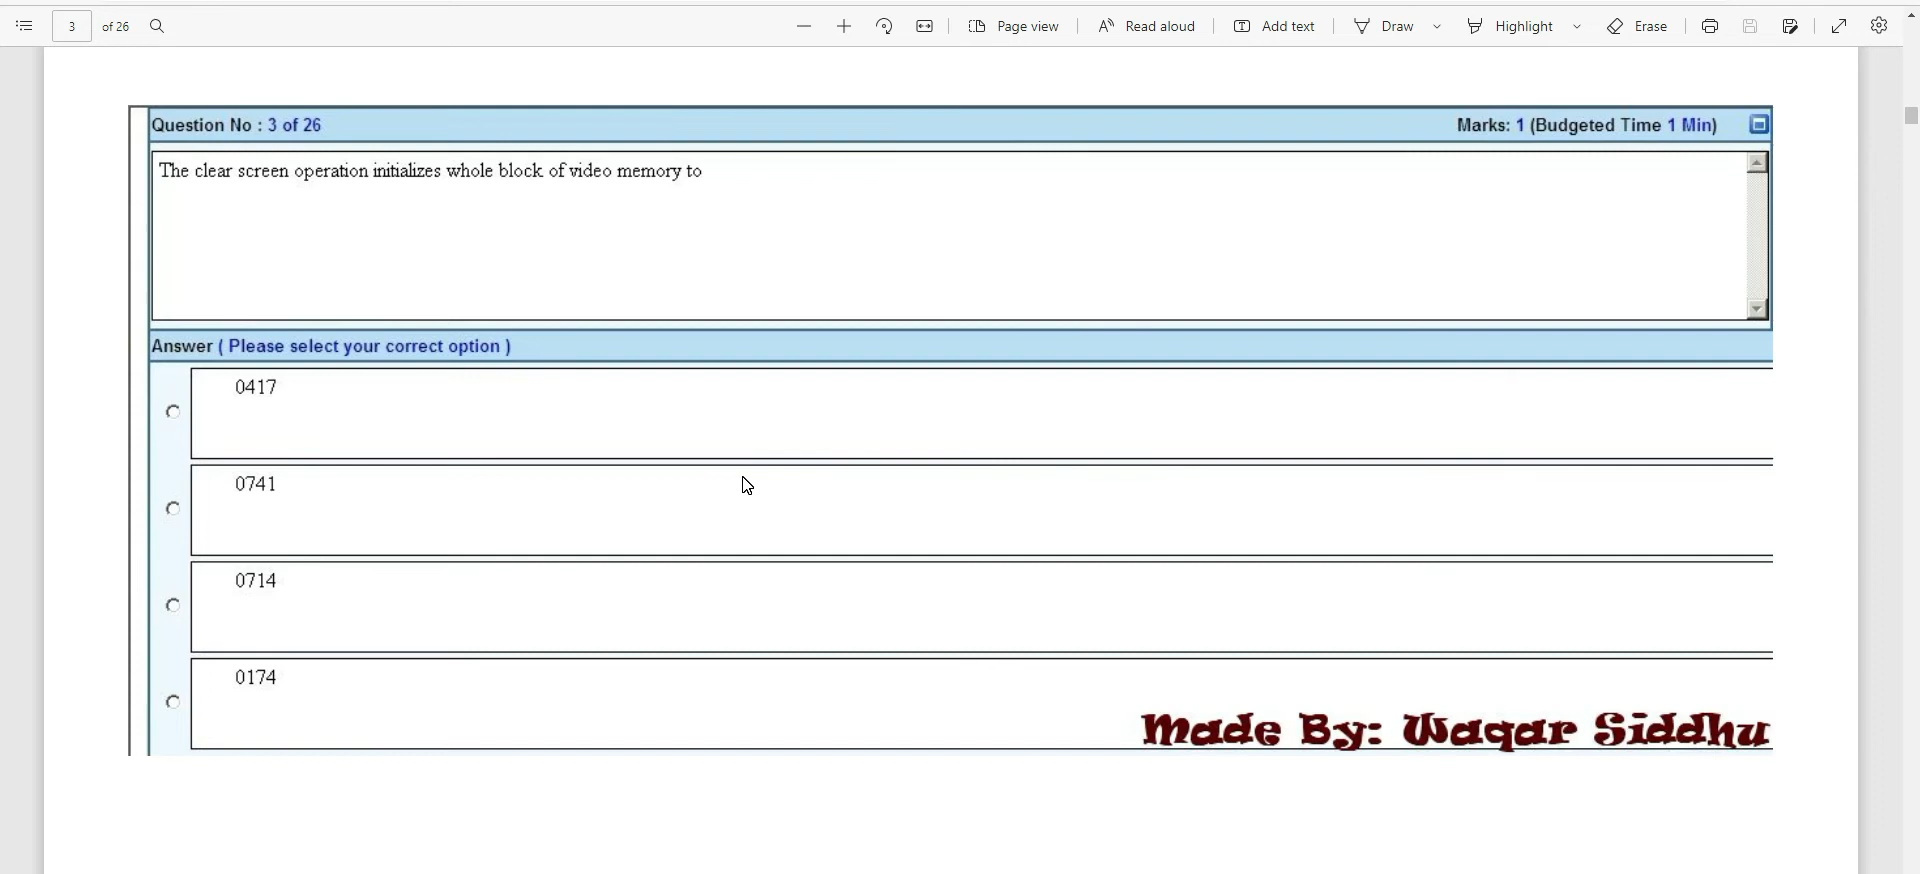 3 of 26 Page view Read aloud Add text Draw Highlight Erase
Question No : 3 of 26 Marks: 1 (Budgeted Time 1 Min)
The clear screen operation initializes whole block of video memory to
Answer ( Please select your correct option )
0417
0741
0714
0174
Made By: Waqar Siddhu